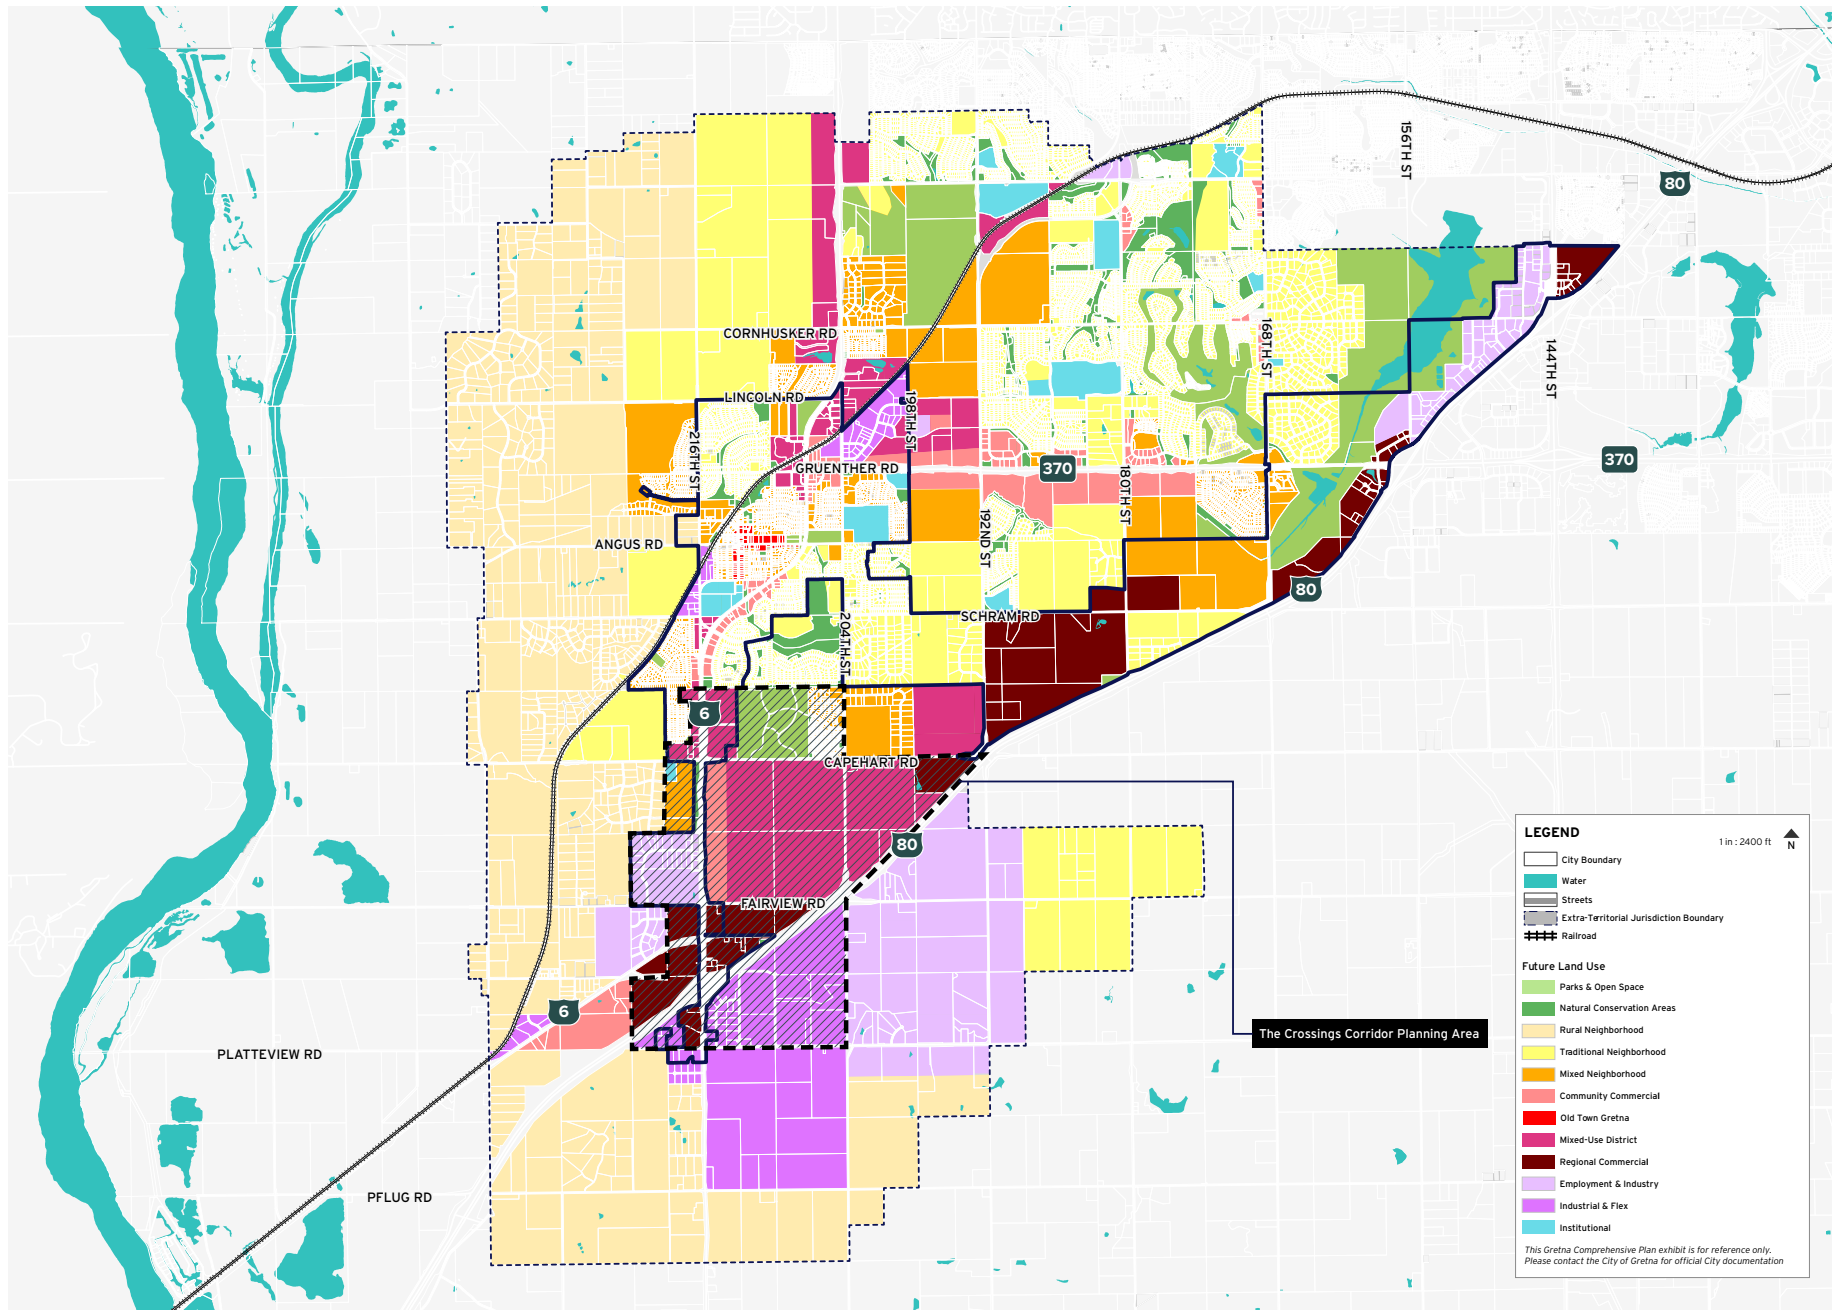 156TH ST
80
CORNHUSKER RD
168TH ST
144TH ST
LINCOLN RD
198TH ST
216TH ST
GRUENTHER RD
370
370
180TH ST
192ND ST
ANGUS RD
80
SCHRAM RD
204TH ST
6
CAPEHART RD
80
FAIRVIEW RD
6
The Crossings Corridor Planning Area
PLATTEVIEW RD
PFLUG RD
LEGEND
1 in : 2400 ft
N
City Boundary
Water
Streets
Extra-Territorial Jurisdiction Boundary
Railroad
Future Land Use
Parks & Open Space
Natural Conservation Areas
Rural Neighborhood
Traditional Neighborhood
Mixed Neighborhood
Community Commercial
Old Town Gretna
Mixed-Use District
Regional Commercial
Employment & Industry
Industrial & Flex
Institutional
This Gretna Comprehensive Plan exhibit is for reference only.
Please contact the City of Gretna for official City documentation